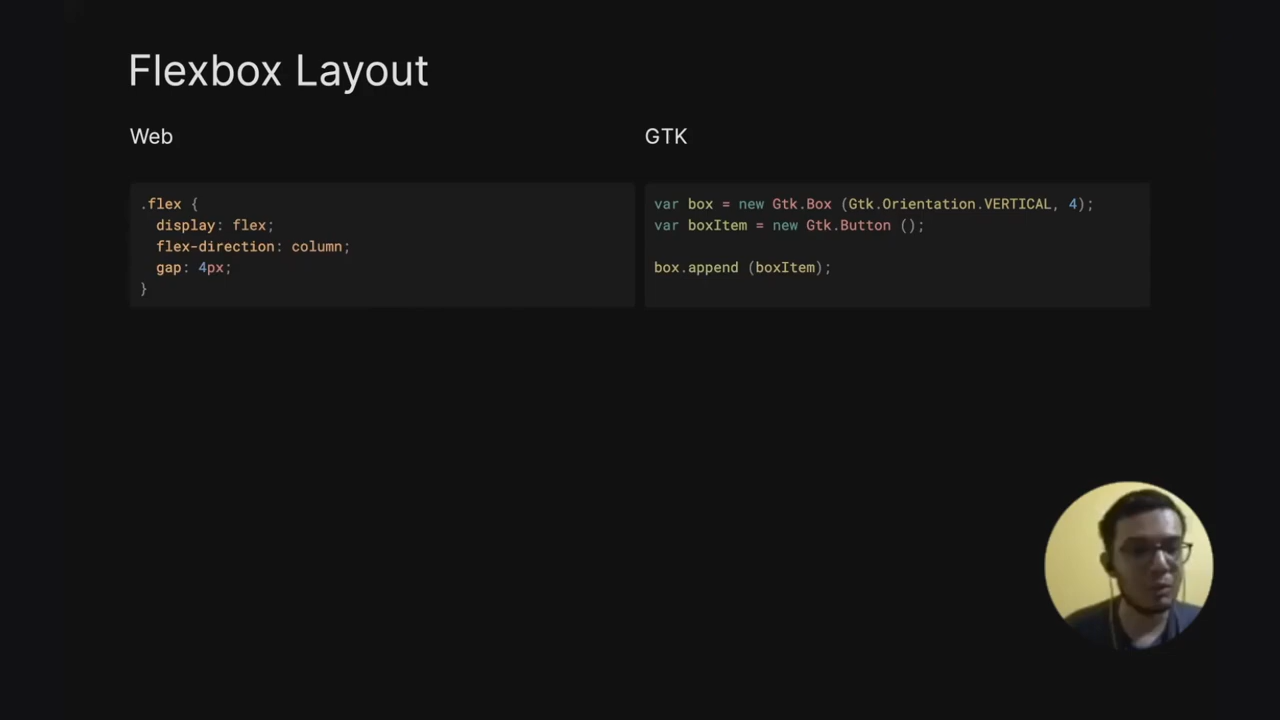 Flexbox Layout
Web
.flex {
  display: flex;
  flex-direction: column;
  gap: 4px;
}
GTK
var box = new Gtk.Box (Gtk.Orientation.VERTICAL, 4);
var boxItem = new Gtk.Button ();

box.append (boxItem);